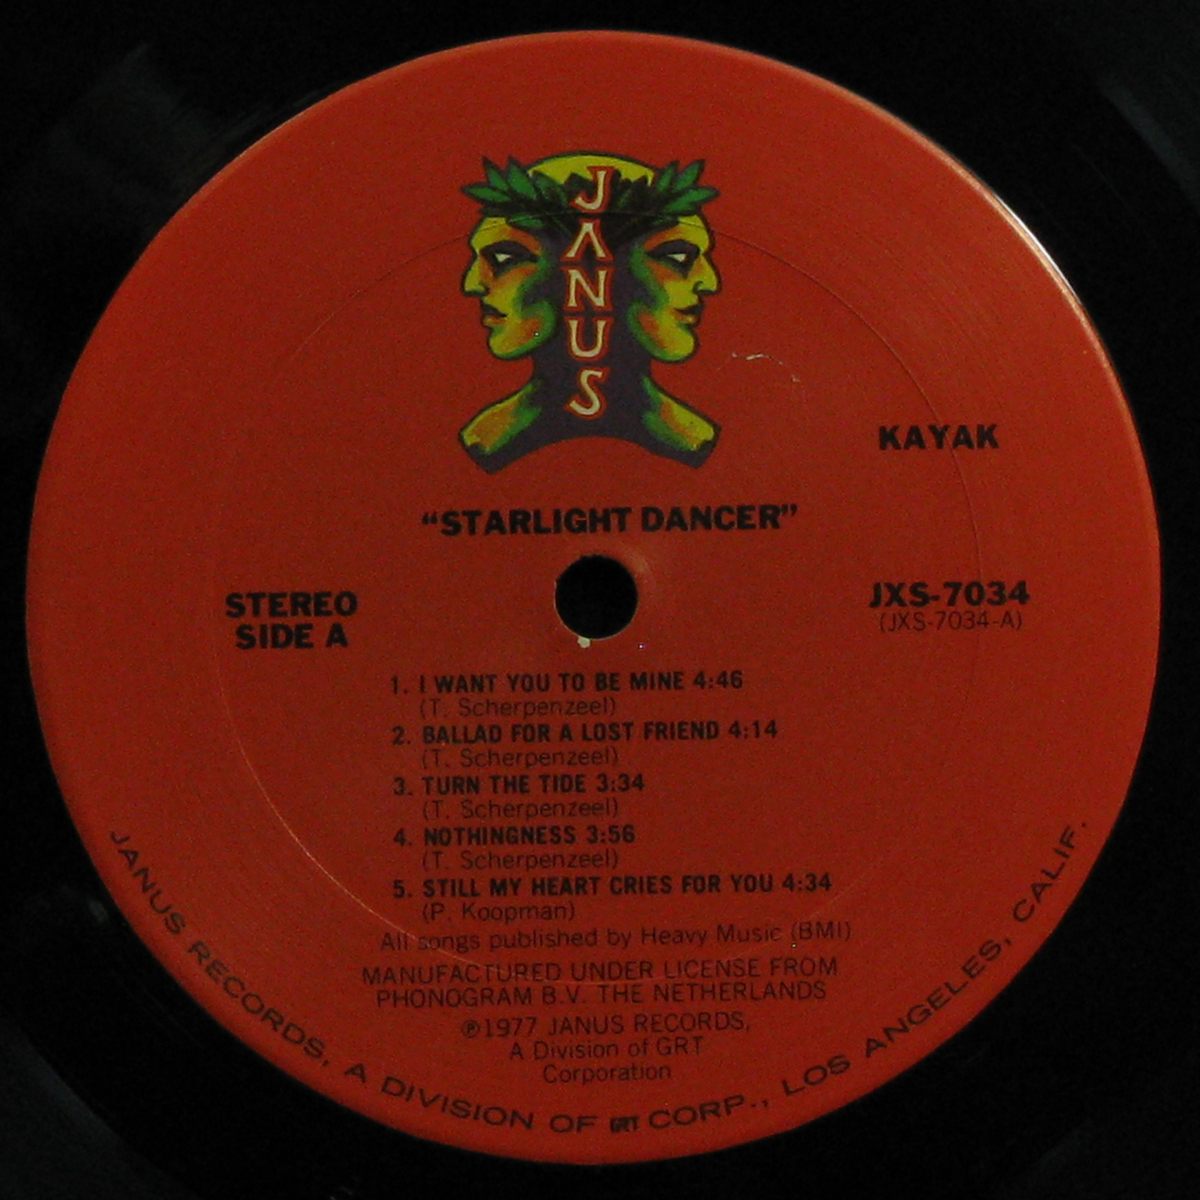 JANUS
KAYAK
“STARLIGHT DANCER”
STEREO
SIDE A
JXS-7034
(JXS-7034-A)
1. I WANT YOU TO BE MINE 4:46
(T. Scherpenzeel)
2. BALLAD FOR A LOST FRIEND 4:14
(T. Scherpenzeel)
3. TURN THE TIDE 3:34
(T. Scherpenzeel)
4. NOTHINGNESS 3:56
(T. Scherpenzeel)
5. STILL MY HEART CRIES FOR YOU 4:34
(P. Koopman)
All songs published by Heavy Music (BMI)
MANUFACTURED UNDER LICENSE FROM
PHONOGRAM B.V. THE NETHERLANDS
℗1977 JANUS RECORDS,
A Division of GRT
Corporation
JANUS RECORDS, A DIVISION OF GRT CORP., LOS ANGELES, CALIF.